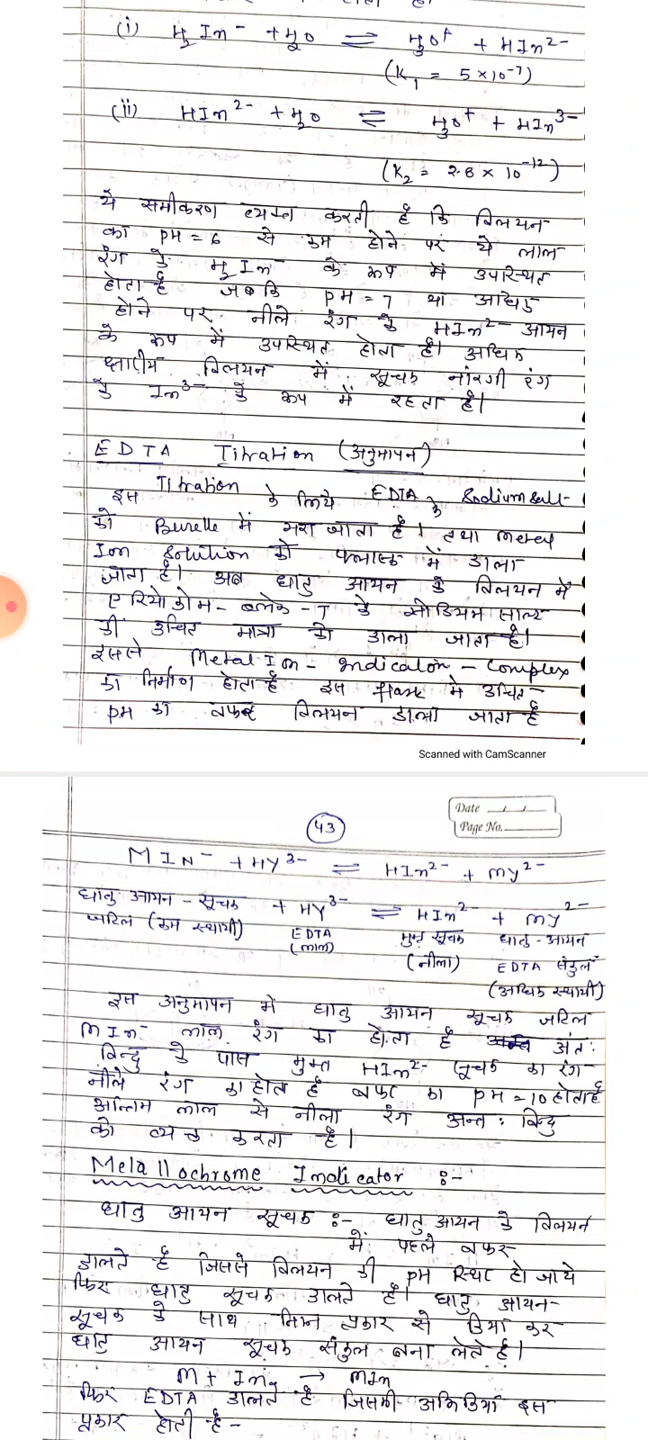 (i) H₂In⁻ + H₂O ⇌ H₃O⁺ + HIn²⁻
(K₁ = 5 × 10⁻⁷)
(ii) HIn²⁻ + H₂O ⇌ H₃O⁺ + HIn³⁻
(K₂ = 2.8 × 10⁻¹²)
ये समीकरण व्यक्त करती है कि विलयन
का pH = 6 से कम होने पर ये लाल
रंग के H₂In⁻ के रूप में उपस्थित
होता है जबकि pH = 7 या अधिक
होने पर नीले रंग के HIn²⁻ आयन
के रूप में उपस्थित होता है। अधिक
क्षारीय विलयन में सूचक नांरगी रंग
के In³⁻ के रूप में रहता है।
EDTA Titration (अनुमापन)
इस Titration के लिये EDTA के Sodium Salt-
को Burette में भरा जाता है। तथा Metal
Ion Solution को फ्लास्क में डाला
जाता है। अब धातु आयन के विलयन में
एरियोक्रोम-ब्लेक-T के सोडियम साल्ट
की उचित मात्रा को डाला जाता है।
इससे Metal Ion - Indicator - Complex
का निर्माण होता है इस flask में उचित-
pH का बफर विलयन डाला जाता है
Scanned with CamScanner
Date
(43)
Page No.
MIN⁻ + HY³⁻ ⇌ HIn²⁻ + MY²⁻
धातु आयन - सूचक + HY³⁻ ⇌ HIn²⁻ + MY²⁻
जटिल (कम स्थायी) EDTA मुक्त सूचक धातु-आयन
(लाल) (नीला) EDTA संकुल
(अधिक स्थायी)
इस अनुमापन में धातु आयन सूचक जटिल
MIn⁻ लाल रंग का होता है अंत:
बिन्दु के पास मुक्त HIn²⁻ सूचक का रंग-
नीले रंग का होता है बफर का pH = 10 होता है
अन्तिम लाल से नीला रंग अन्त: बिन्दु
को व्यक्त करता है।
Metallochrome Indicator :-
धातु आयन सूचक :- धातु आयन के विलयन
में पहले बफर
डालते है जिससे विलयन की pH स्थिर हो जाये
फिर धातु सूचक डालते है। धातु आयन-
सूचक के साथ निम्न प्रकार से क्रिया कर
धातु आयन सूचक संकुल बना लेते है।
M + In → MIn
फिर EDTA डालते है जिसकी अभिक्रिया इस
प्रकार होती है -